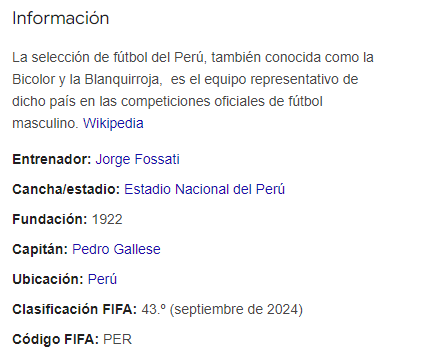 Información
La selección de fútbol del Perú, también conocida como la
Bicolor y la Blanquirroja, es el equipo representativo de
dicho país en las competiciones oficiales de fútbol
masculino. Wikipedia
Entrenador: Jorge Fossati
Cancha/estadio: Estadio Nacional del Perú
Fundación: 1922
Capitán: Pedro Gallese
Ubicación: Perú
Clasificación FIFA: 43.º (septiembre de 2024)
Código FIFA: PER